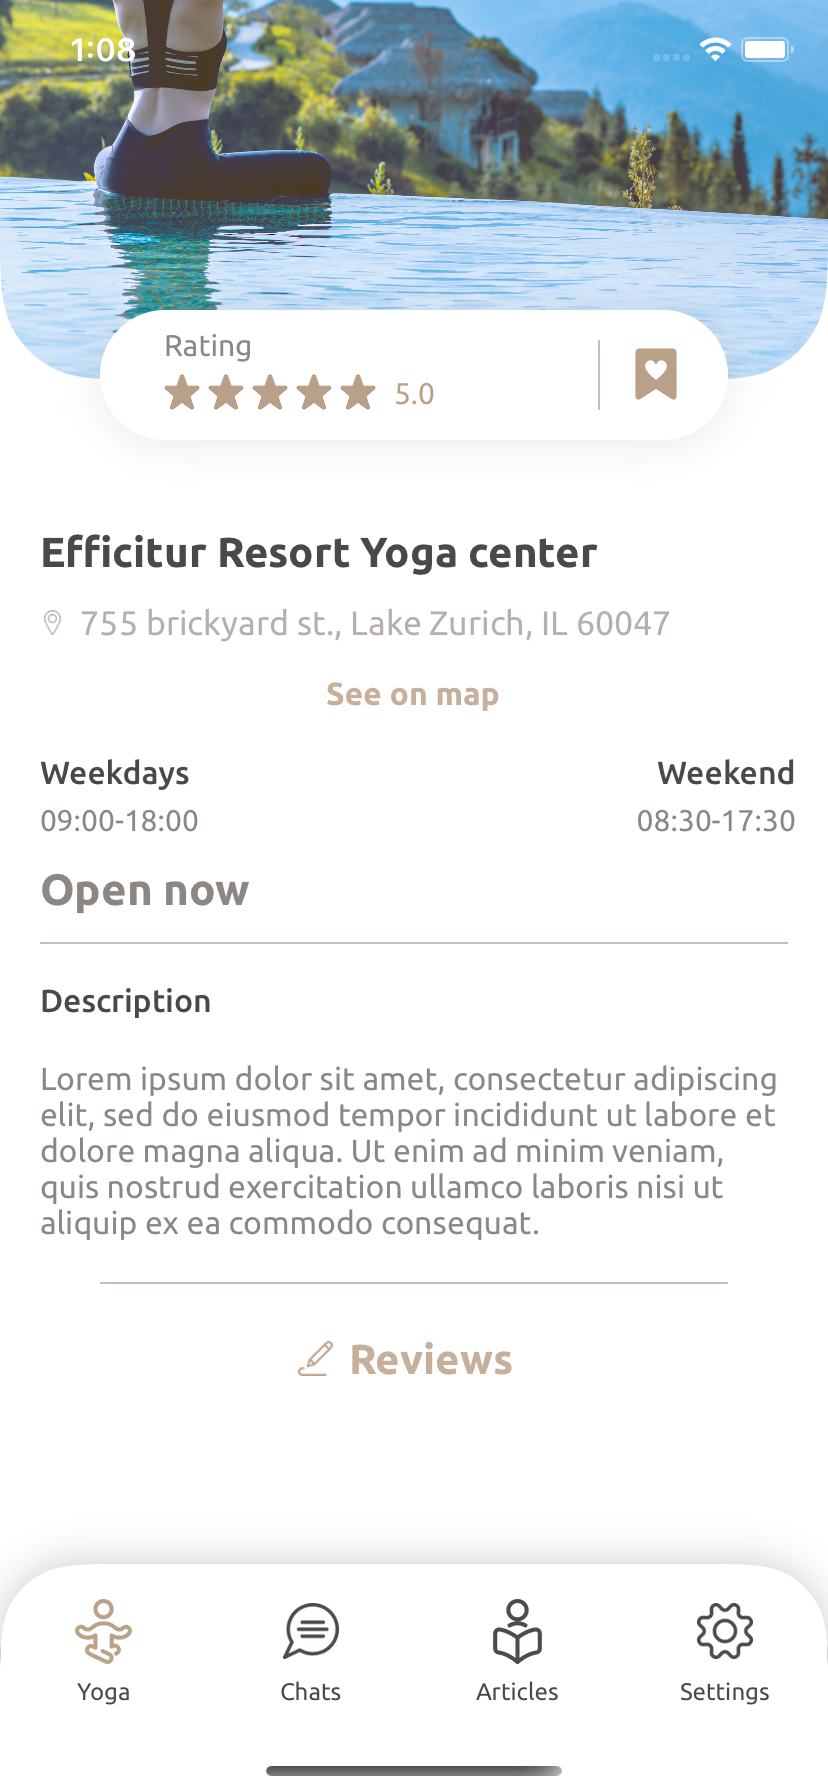 1:08
Rating
5.0
Efficitur Resort Yoga center
755 brickyard st., Lake Zurich, IL 60047
See on map
Weekdays
Weekend
09:00-18:00
08:30-17:30
Open now
Description
Lorem ipsum dolor sit amet, consectetur adipiscing
elit, sed do eiusmod tempor incididunt ut labore et
dolore magna aliqua. Ut enim ad minim veniam,
quis nostrud exercitation ullamco laboris nisi ut
aliquip ex ea commodo consequat.
Reviews
Yoga
Chats
Articles
Settings